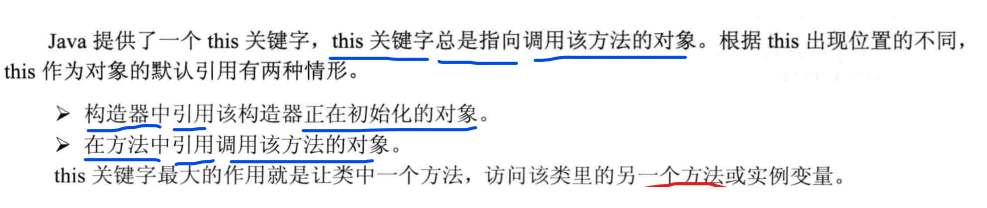 Java 提供了一个 this 关键字，this 关键字总是指向调用该方法的对象。根据 this 出现位置的不同，
this 作为对象的默认引用有两种情形。
➢ 构造器中引用该构造器正在初始化的对象。
➢ 在方法中引用调用该方法的对象。
this 关键字最大的作用就是让类中一个方法，访问该类里的另一个方法或实例变量。